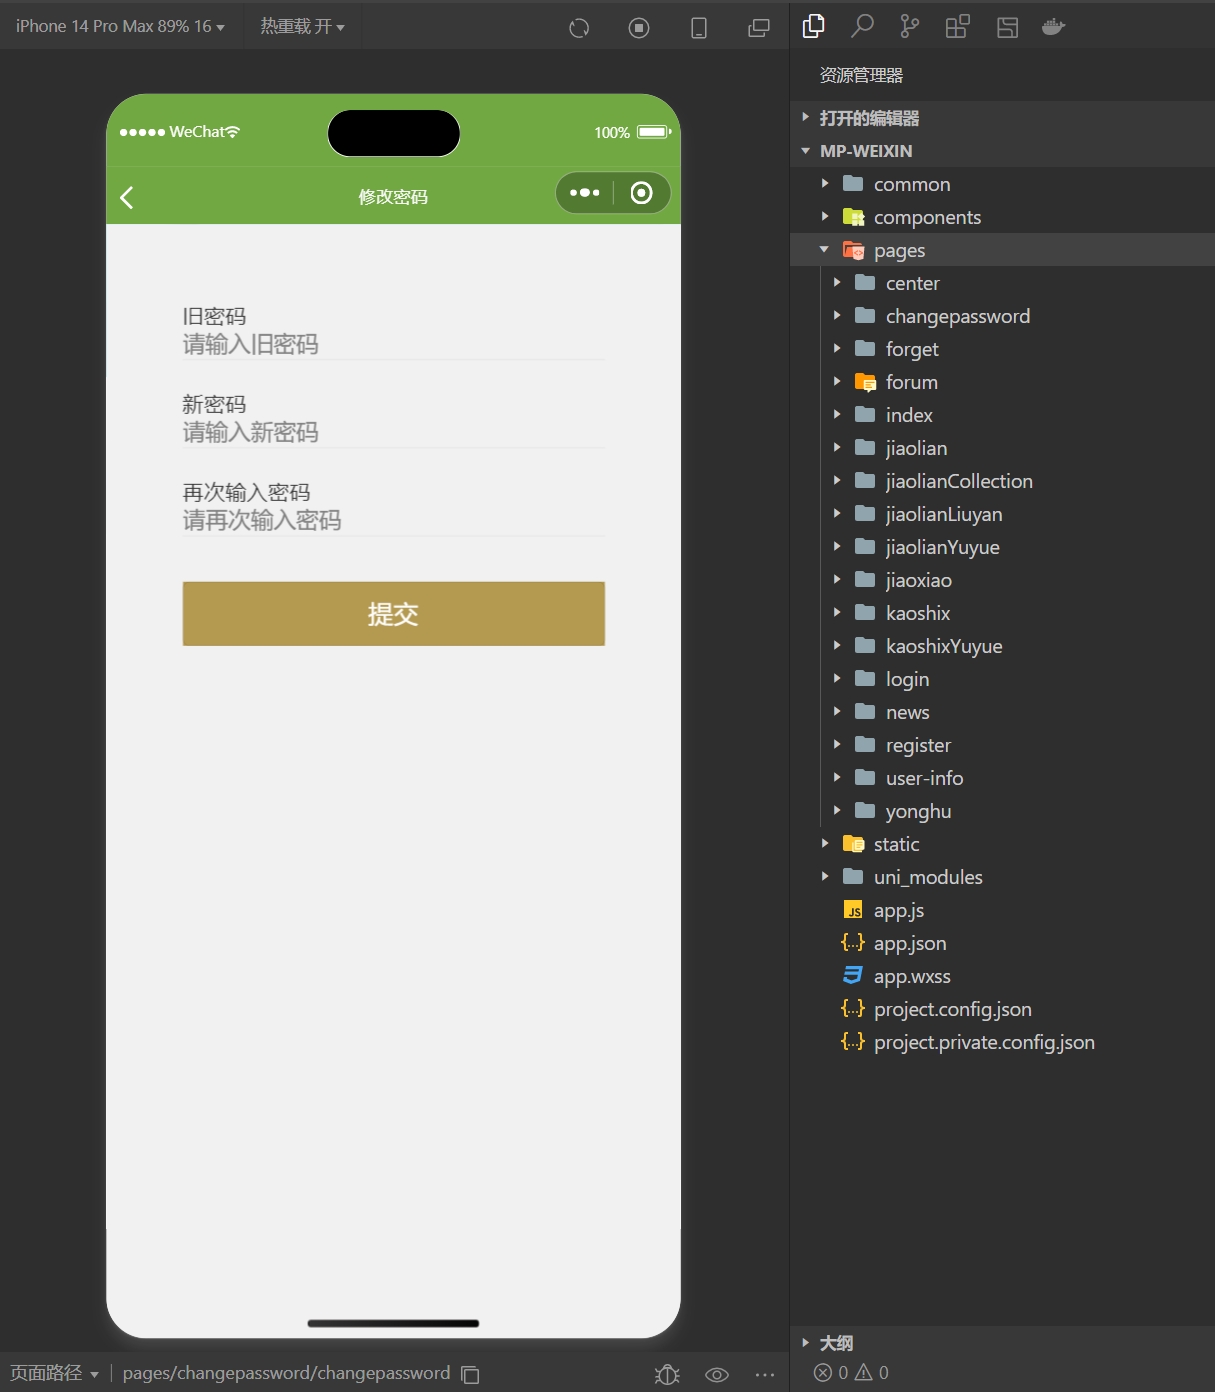 iPhone 14 Pro Max 89% 16
热重载 开
WeChat
100%
修改密码
旧密码
请输入旧密码
新密码
请输入新密码
再次输入密码
请再次输入密码
提交
页面路径
pages/changepassword/changepassword
资源管理器
打开的编辑器
MP-WEIXIN
common
components
pages
center
changepassword
forget
forum
index
jiaolian
jiaolianCollection
jiaolianLiuyan
jiaolianYuyue
jiaoxiao
kaoshix
kaoshixYuyue
login
news
register
user-info
yonghu
static
uni_modules
JS app.js
{..} app.json
app.wxss
{..} project.config.json
{..} project.private.config.json
大纲
0 0